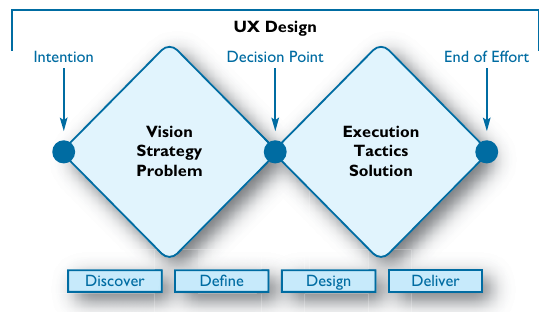 UX Design
Intention
Decision Point
End of Effort
Vision
Strategy
Problem
Execution
Tactics
Solution
Discover
Define
Design
Deliver